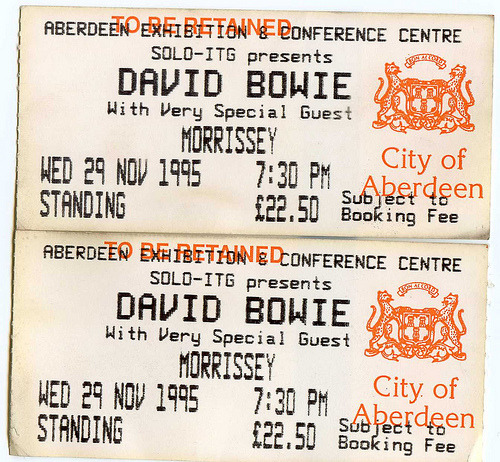 TO BE RETAINED
ABERDEEN EXHIBITION & CONFERENCE CENTRE
SOLO-ITG presents
DAVID BOWIE
With Very Special Guest
MORRISSEY
City of
Aberdeen
WED 29 NOV 1995 7:30 PM
STANDING £22.50 Subject to
Booking Fee
TO BE RETAINED
ABERDEEN EXHIBITION & CONFERENCE CENTRE
SOLO-ITG presents
DAVID BOWIE
With Very Special Guest
MORRISSEY
City of
Aberdeen
WED 29 NOV 1995 7:30 PM
STANDING £22.50 Subject to
Booking Fee